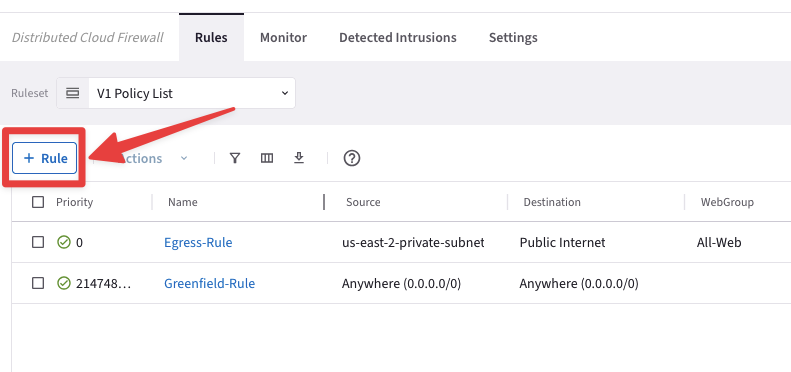 Distributed Cloud Firewall Rules Monitor Detected Intrusions Settings
Ruleset V1 Policy List
+ Rule ctions
Priority Name Source Destination WebGroup
0 Egress-Rule us-east-2-private-subnet Public Internet All-Web
214748… Greenfield-Rule Anywhere (0.0.0.0/0) Anywhere (0.0.0.0/0)